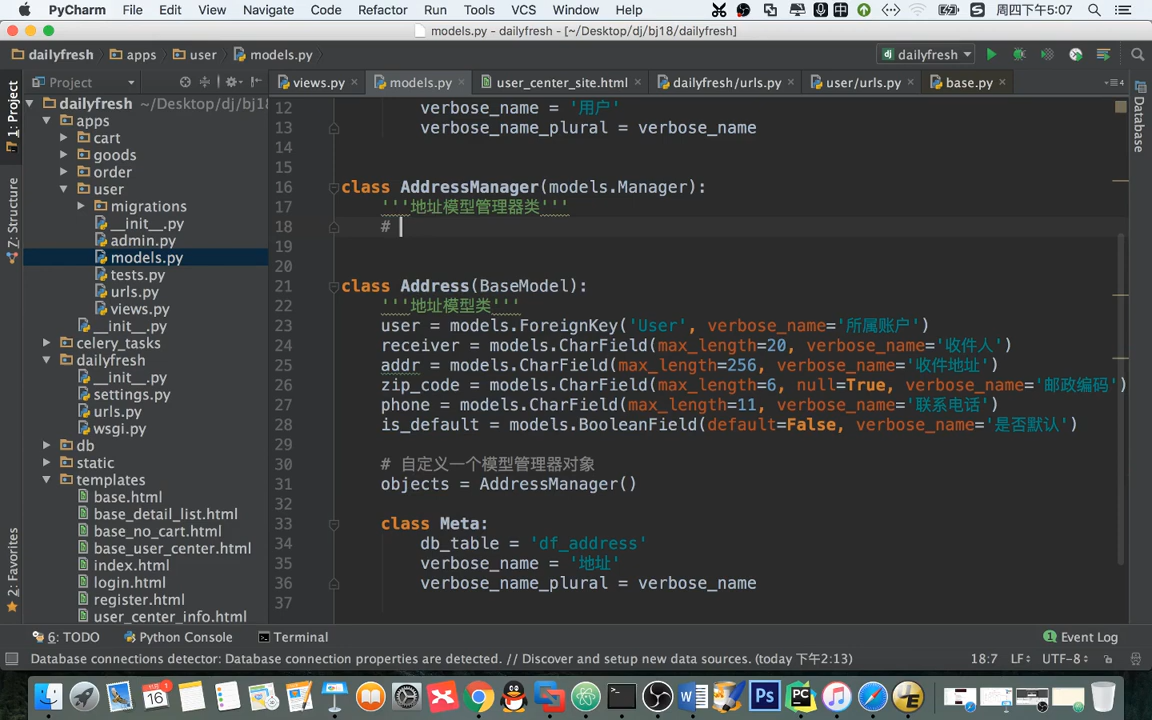 PyCharm File Edit View Navigate Code Refactor Run Tools VCS Window Help 周四下午5:07
models.py - dailyfresh - [~/Desktop/dj/bj18/dailyfresh]
dailyfresh apps user models.py dailyfresh
Project views.py models.py user_center_site.html dailyfresh/urls.py user/urls.py base.py
1: Project
7: Structure
2: Favorites
Database
dailyfresh ~/Desktop/dj/bj18
apps
cart
goods
order
user
migrations
__init__.py
admin.py
models.py
tests.py
urls.py
views.py
__init__.py
celery_tasks
dailyfresh
__init__.py
settings.py
urls.py
wsgi.py
db
static
templates
base.html
base_detail_list.html
base_no_cart.html
base_user_center.html
index.html
login.html
register.html
user_center_info.html
12 verbose_name = '用户'
13 verbose_name_plural = verbose_name
14
15
16 class AddressManager(models.Manager):
17 '''地址模型管理器类'''
18 #
19
20
21 class Address(BaseModel):
22 '''地址模型类'''
23 user = models.ForeignKey('User', verbose_name='所属账户')
24 receiver = models.CharField(max_length=20, verbose_name='收件人')
25 addr = models.CharField(max_length=256, verbose_name='收件地址')
26 zip_code = models.CharField(max_length=6, null=True, verbose_name='邮政编码')
27 phone = models.CharField(max_length=11, verbose_name='联系电话')
28 is_default = models.BooleanField(default=False, verbose_name='是否默认')
29
30 # 自定义一个模型管理器对象
31 objects = AddressManager()
32
33 class Meta:
34 db_table = 'df_address'
35 verbose_name = '地址'
36 verbose_name_plural = verbose_name
37
6: TODO Python Console Terminal 1 Event Log
Database connections detector: Database connection properties are detected. // Discover and setup new data sources. (today 下午2:13) 18:7 LF UTF-8
16 W Ps PC